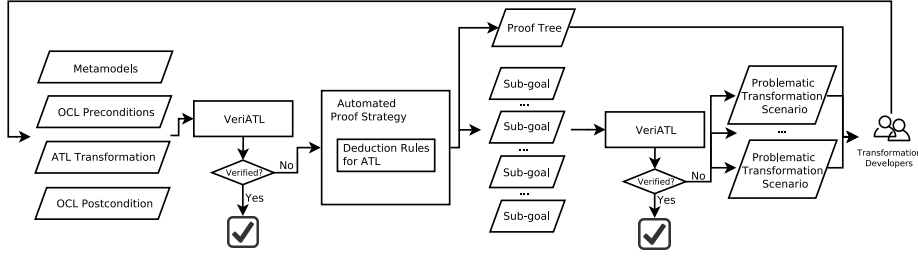 Metamodels
OCL Preconditions
ATL Transformation
OCL Postcondition
VeriATL
Verified?
No
Yes
Automated
Proof Strategy
Deduction Rules
for ATL
Proof Tree
Sub-goal
...
Sub-goal
...
Sub-goal
...
Sub-goal
VeriATL
Verified?
No
Yes
Problematic
Transformation
Scenario
...
Problematic
Transformation
Scenario
Transformation
Developers